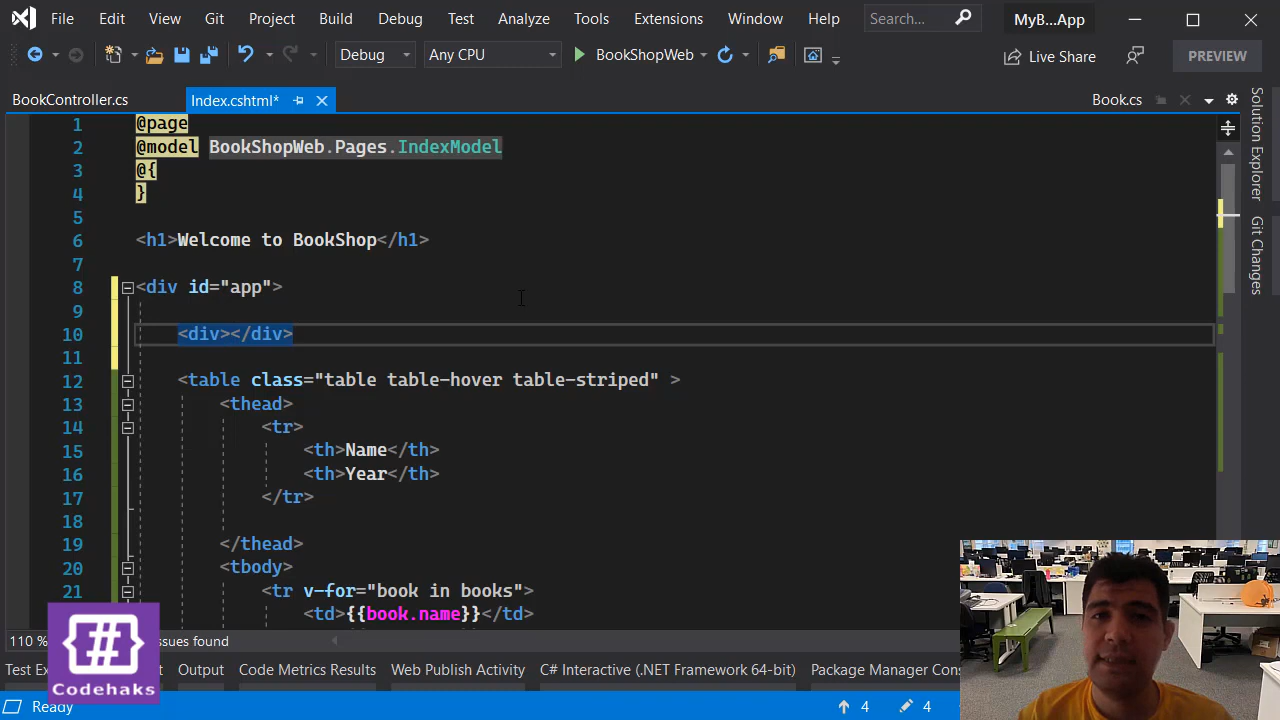 File Edit View Git Project Build Debug Test Analyze Tools Extensions Window Help Search... MyB...App
Debug Any CPU BookShopWeb Live Share PREVIEW
BookController.cs Index.cshtml* Book.cs
1 @page
2 @model BookShopWeb.Pages.IndexModel
3 @{
4 }
5
6 <h1>Welcome to BookShop</h1>
7
8 <div id="app">
9
10 <div></div>
11
12 <table class="table table-hover table-striped" >
13 <thead>
14 <tr>
15 <th>Name</th>
16 <th>Year</th>
17 </tr>
18
19 </thead>
20 <tbody>
21 <tr v-for="book in books">
<td>{{book.name}}</td>
Solution Explorer
Git Changes
110 % ssues found
Test Ex Output Code Metrics Results Web Publish Activity C# Interactive (.NET Framework 64-bit) Package Manager Cons
Ready 4 4
{#}
Codehaks